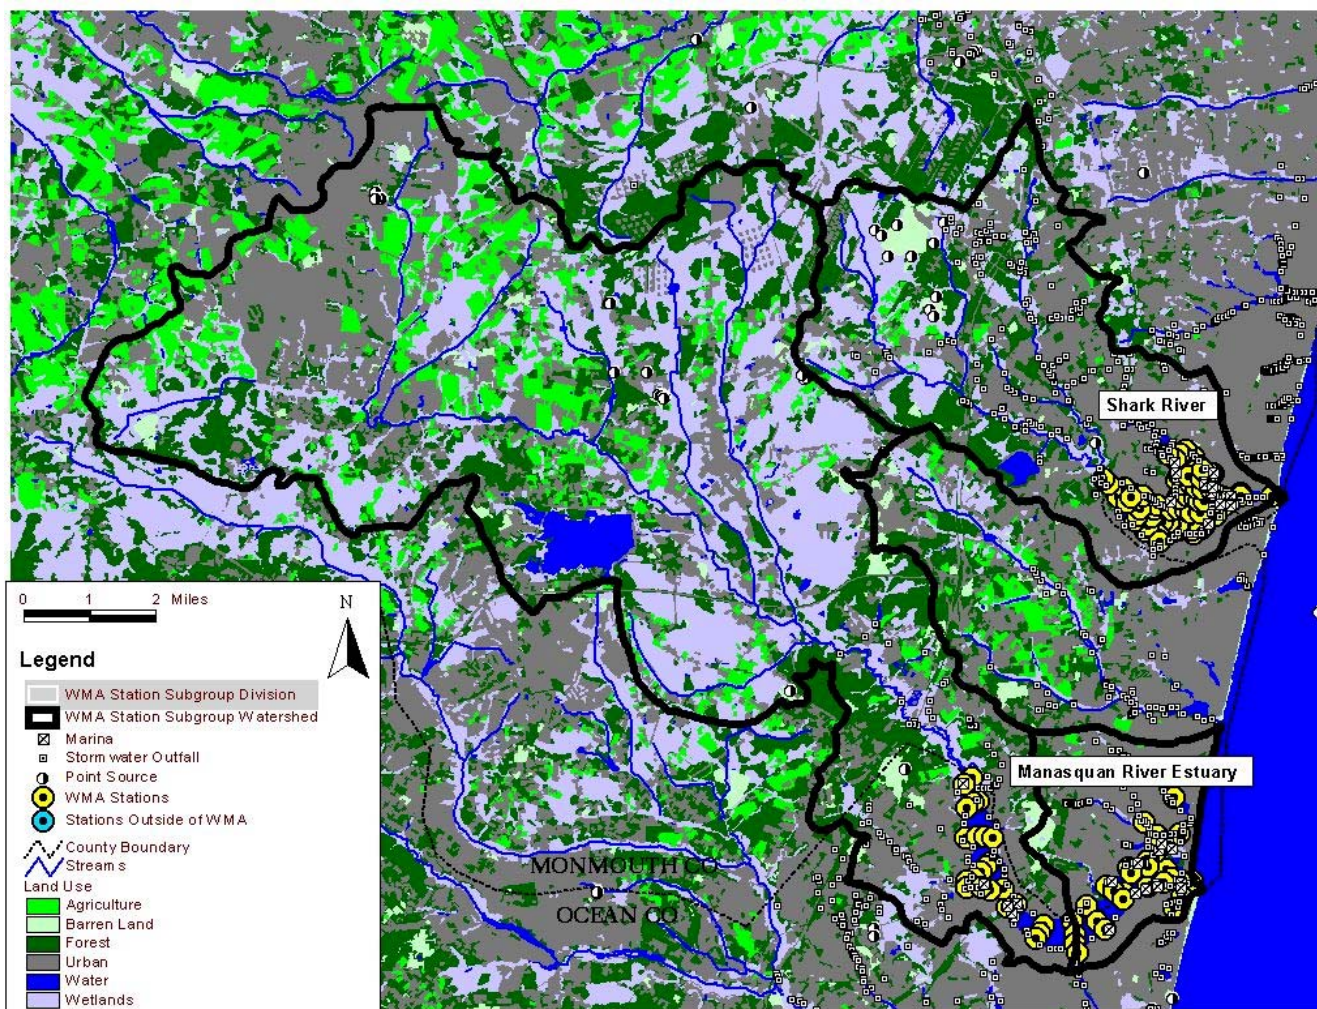 Shark River
Manasquan River Estuary
MONMOUTH CO
OCEAN CO
0 1 2 Miles
N
Legend
WMA Station Subgroup Division
WMA Station Subgroup Watershed
Marina
Stormwater Outfall
Point Source
WMA Stations
Stations Outside of WMA
County Boundary
Streams
Land Use
Agriculture
Barren Land
Forest
Urban
Water
Wetlands